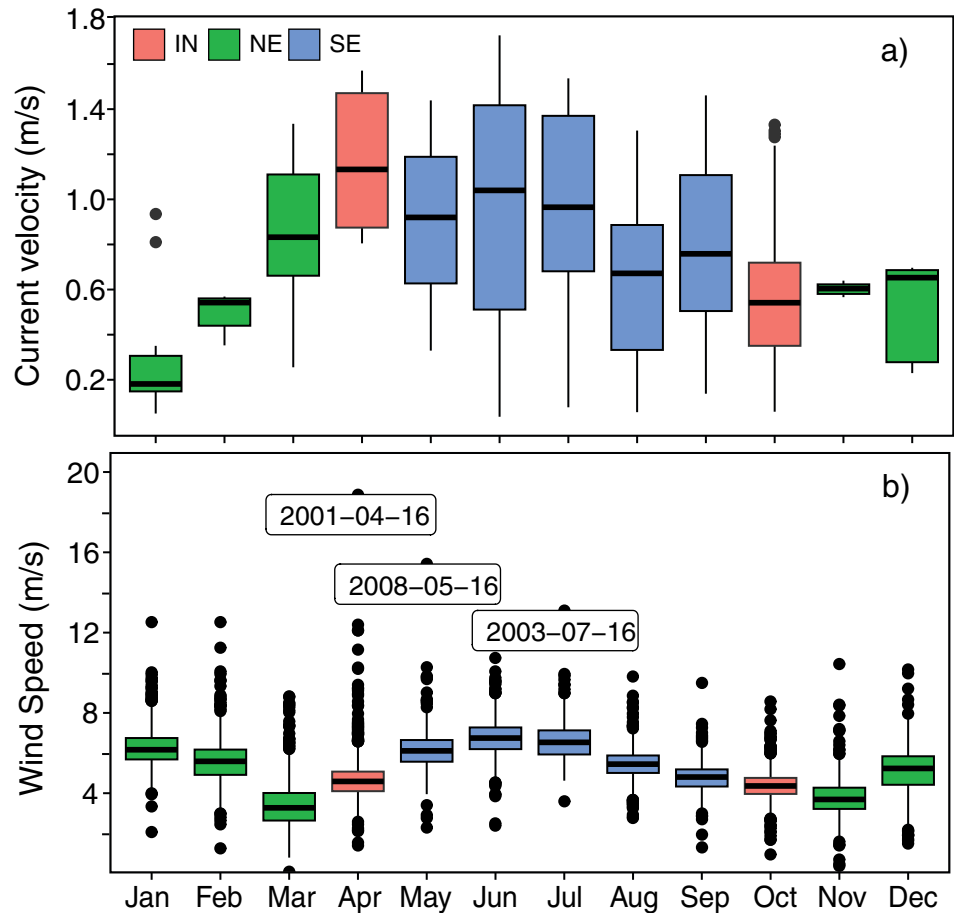 IN NE SE
a)
Current velocity (m/s)
1.8
1.4
1.0
0.6
0.2
b)
Wind Speed (m/s)
20
16
12
8
4
2001−04−16
2008−05−16
2003−07−16
Jan Feb Mar Apr May Jun Jul Aug Sep Oct Nov Dec